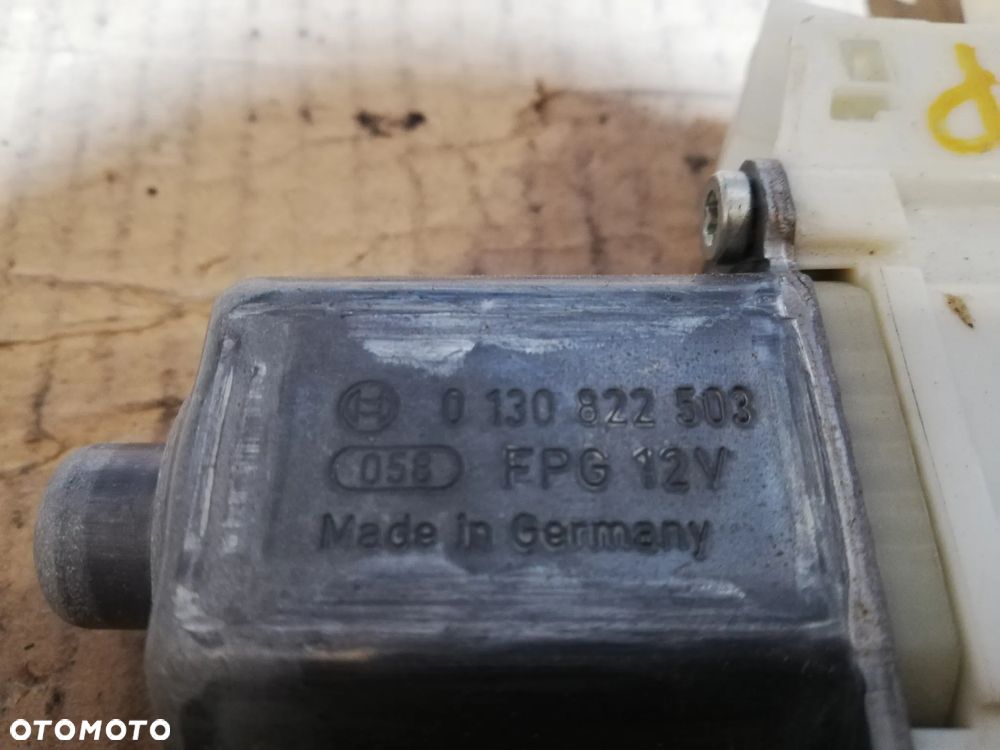 0 130 822 503
058 FPG 12V
Made in Germany
OTOMOTO